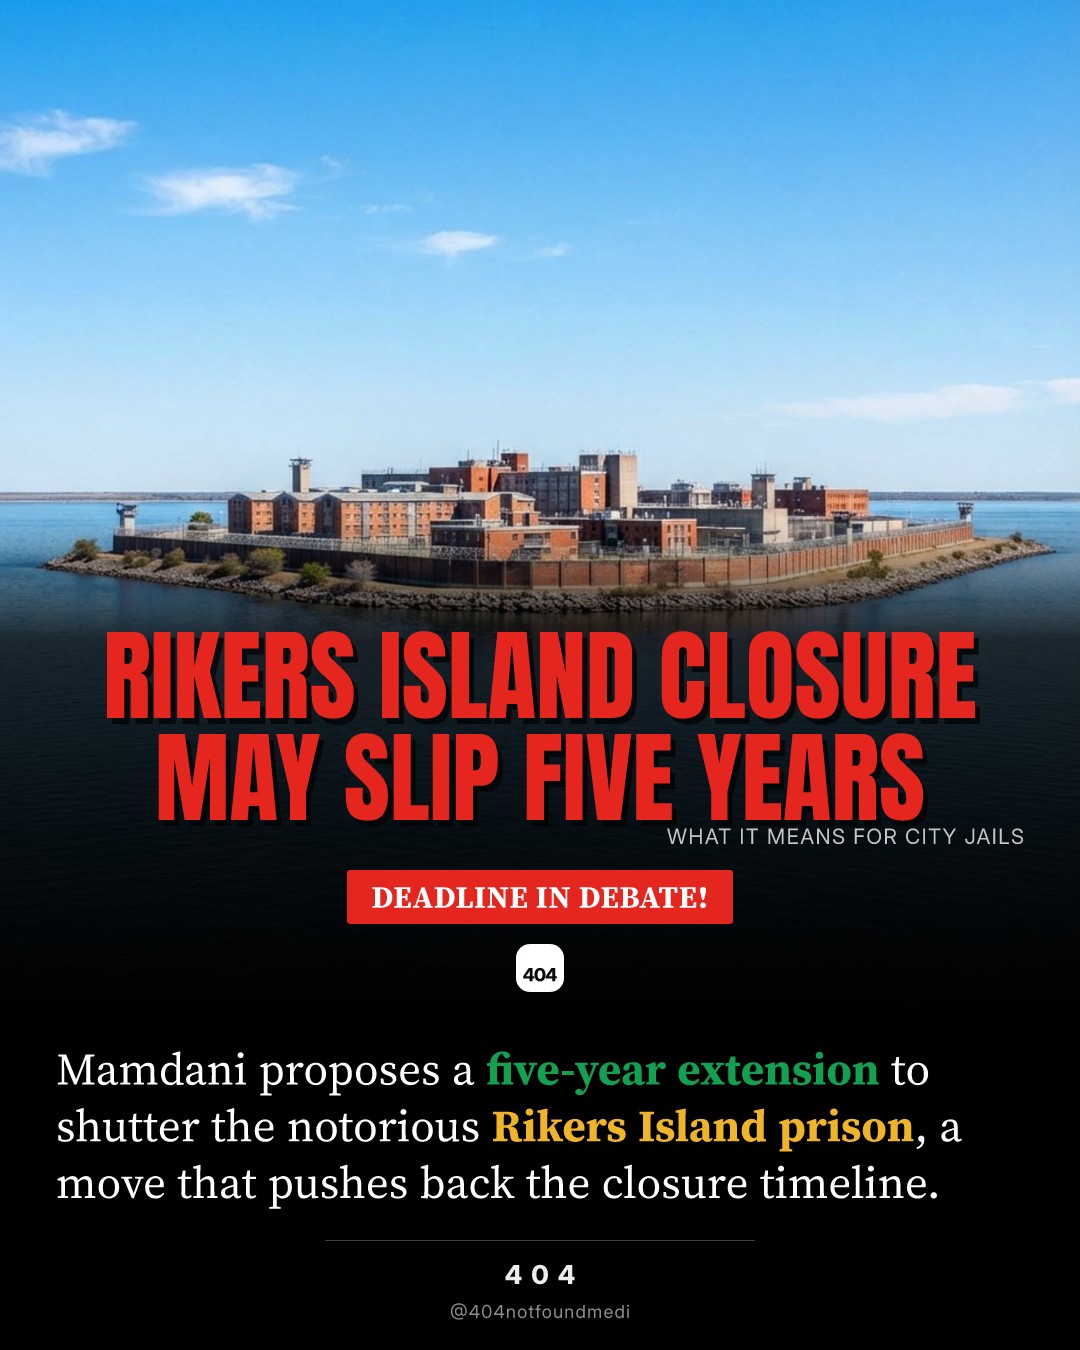 RIKERS ISLAND CLOSURE
MAY SLIP FIVE YEARS
WHAT IT MEANS FOR CITY JAILS
DEADLINE IN DEBATE!
404
Mamdani proposes a five-year extension to
shutter the notorious Rikers Island prison, a
move that pushes back the closure timeline.
404
@404notfoundmedi